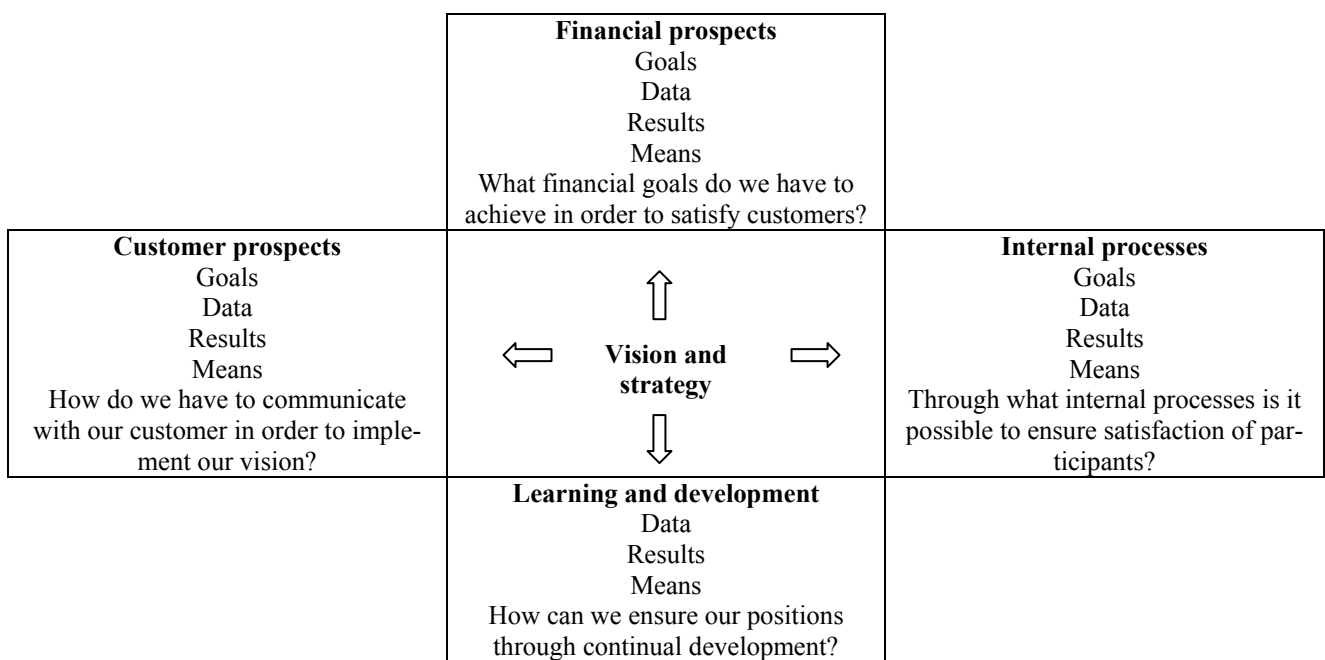 Financial prospects
Goals
Data
Results
Means
What financial goals do we have to
achieve in order to satisfy customers?
Customer prospects
Goals
Data
Results
Means
How do we have to communicate
with our customer in order to imple-
ment our vision?
Vision and
strategy
Internal processes
Goals
Data
Results
Means
Through what internal processes is it
possible to ensure satisfaction of par-
ticipants?
Learning and development
Data
Results
Means
How can we ensure our positions
through continual development?